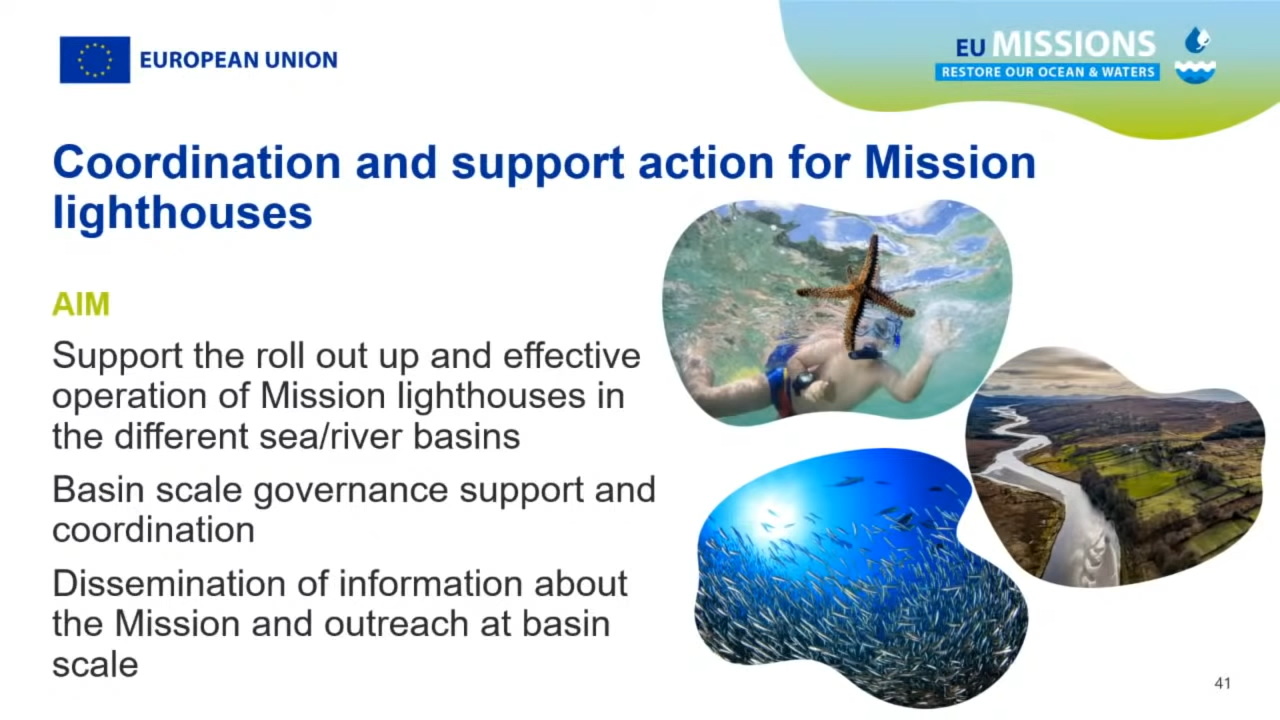 EUROPEAN UNION
EU MISSIONS
RESTORE OUR OCEAN & WATERS
Coordination and support action for Mission
lighthouses
AIM
Support the roll out up and effective
operation of Mission lighthouses in
the different sea/river basins
Basin scale governance support and
coordination
Dissemination of information about
the Mission and outreach at basin
scale
41